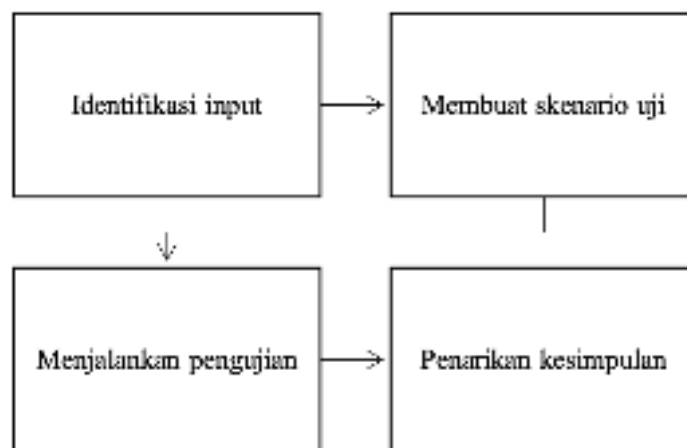 Identifikasi input
Membuat skenario uji
Menjalankan pengujian
Penarikan kesimpulan